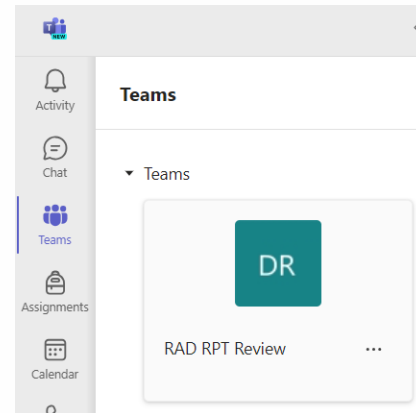 NEW
Activity
Teams
Chat
Teams
Teams
DR
Assignments
RAD RPT Review
Calendar